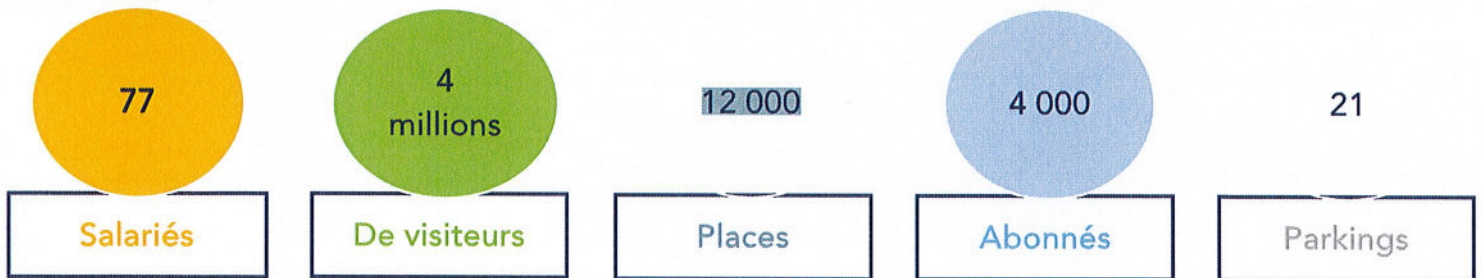 77
4
millions
12 000
4 000
21
Salariés
De visiteurs
Places
Abonnés
Parkings